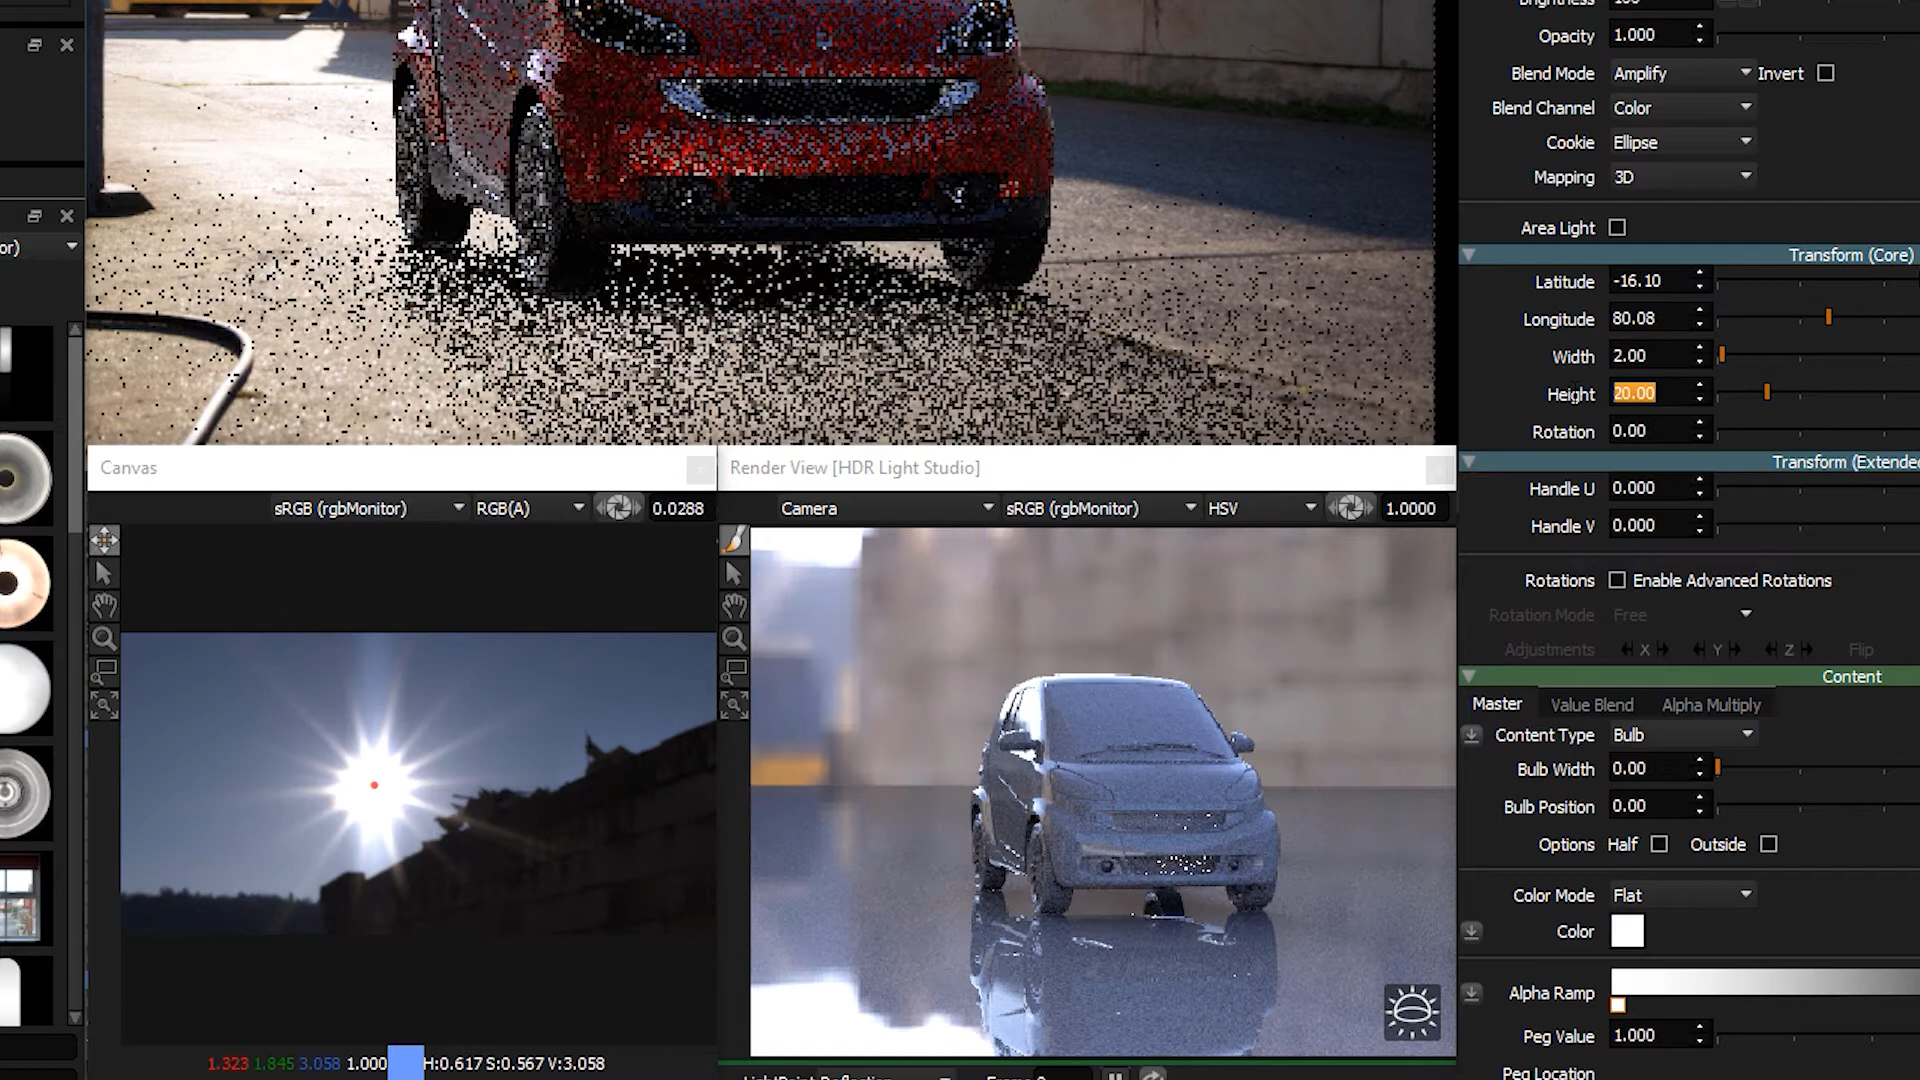 Opacity 1.000
Blend Mode Amplify Invert
Blend Channel Color
Cookie Ellipse
Mapping 3D
Area Light
Transform (Core)
Latitude -16.10
Longitude 80.08
Width 2.00
Height 20.00
Rotation 0.00
Transform (Extended
Handle U 0.000
Handle V 0.000
Rotations Enable Advanced Rotations
Rotation Mode Free
Adjustments X Y Z Flip
Content
Master Value Blend Alpha Multiply
Content Type Bulb
Bulb Width 0.00
Bulb Position 0.00
Options Half Outside
Color Mode Flat
Color
Alpha Ramp
Peg Value 1.000
Peg Location
or)
Canvas
sRGB (rgbMonitor) RGB(A) 0.0288
1.323 1.845 3.058 1.000 H:0.617 S:0.567 V:3.058
Render View [HDR Light Studio]
Camera sRGB (rgbMonitor) HSV 1.0000